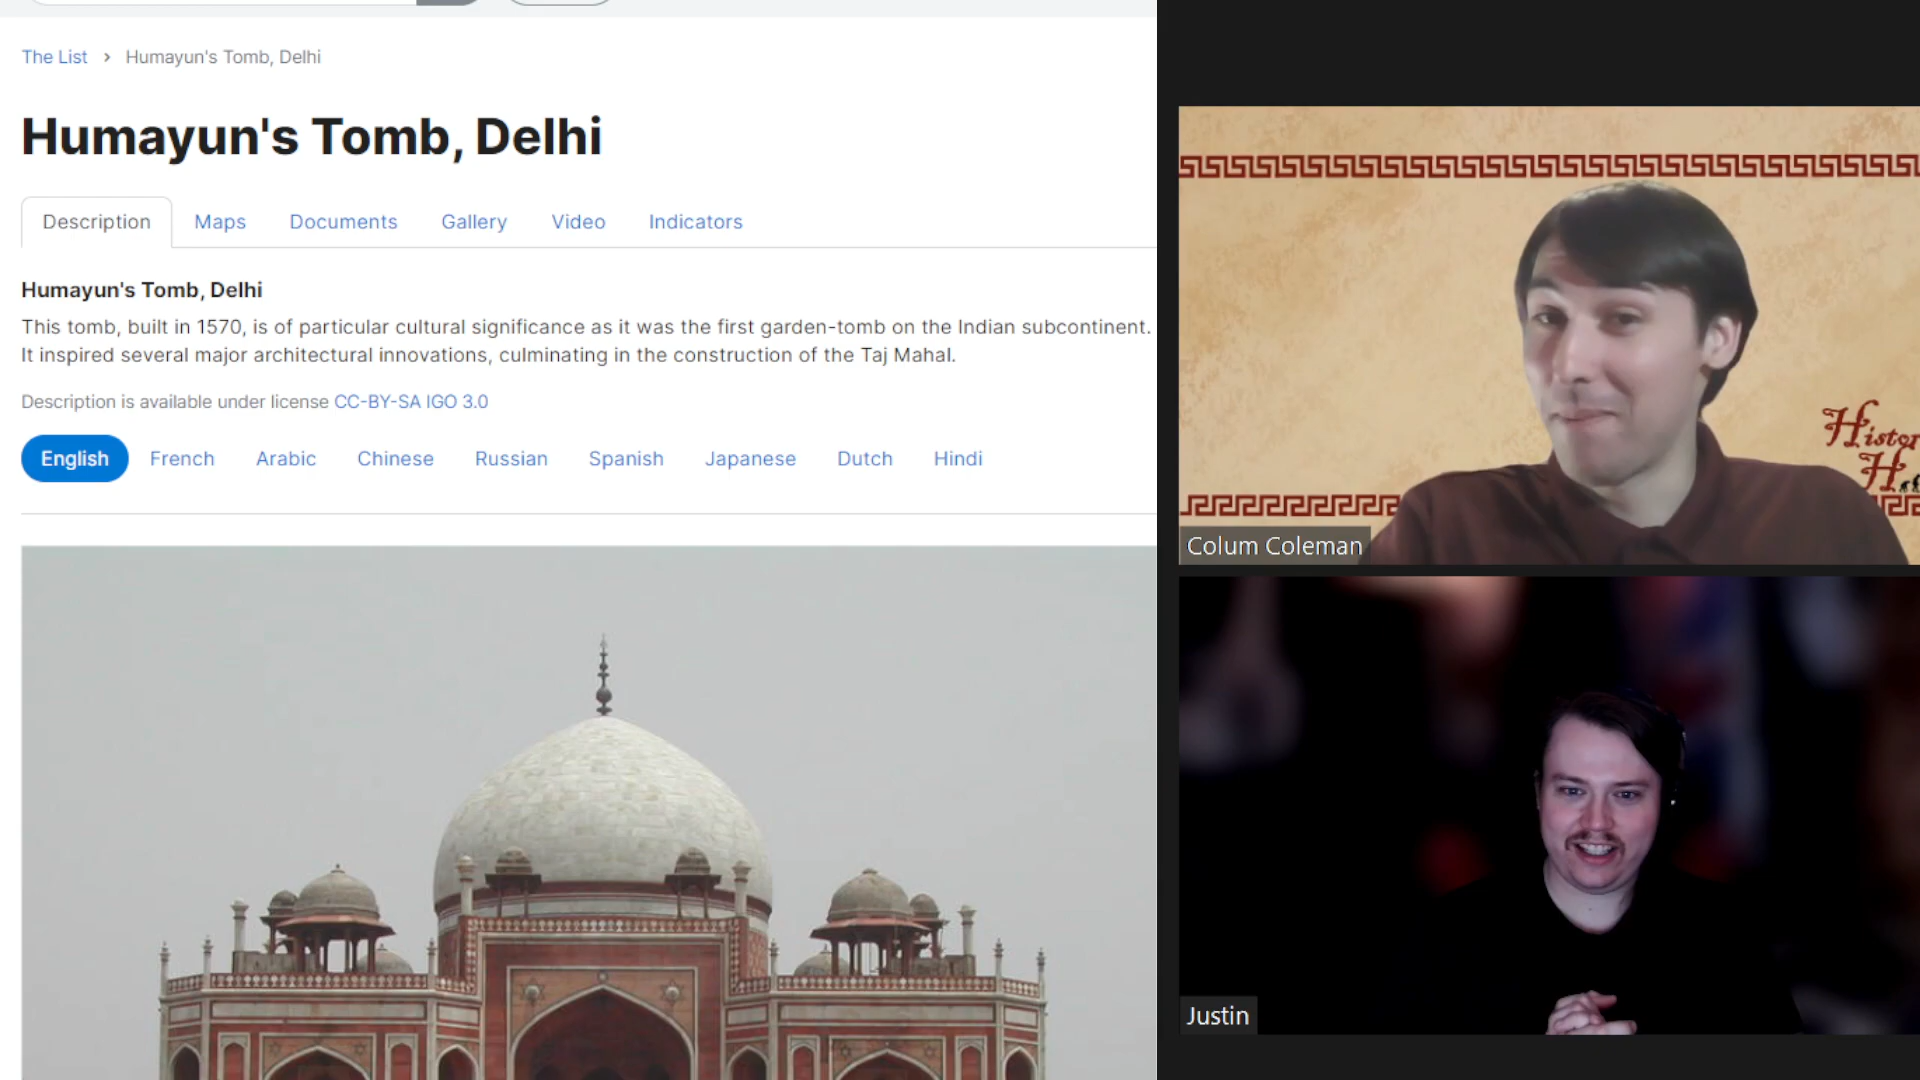 The List › Humayun's Tomb, Delhi
Humayun's Tomb, Delhi
Description Maps Documents Gallery Video Indicators
Humayun's Tomb, Delhi
This tomb, built in 1570, is of particular cultural significance as it was the first garden-tomb on the Indian subcontinent.
It inspired several major architectural innovations, culminating in the construction of the Taj Mahal.
Description is available under license CC-BY-SA IGO 3.0
English French Arabic Chinese Russian Spanish Japanese Dutch Hindi
Colum Coleman
Justin